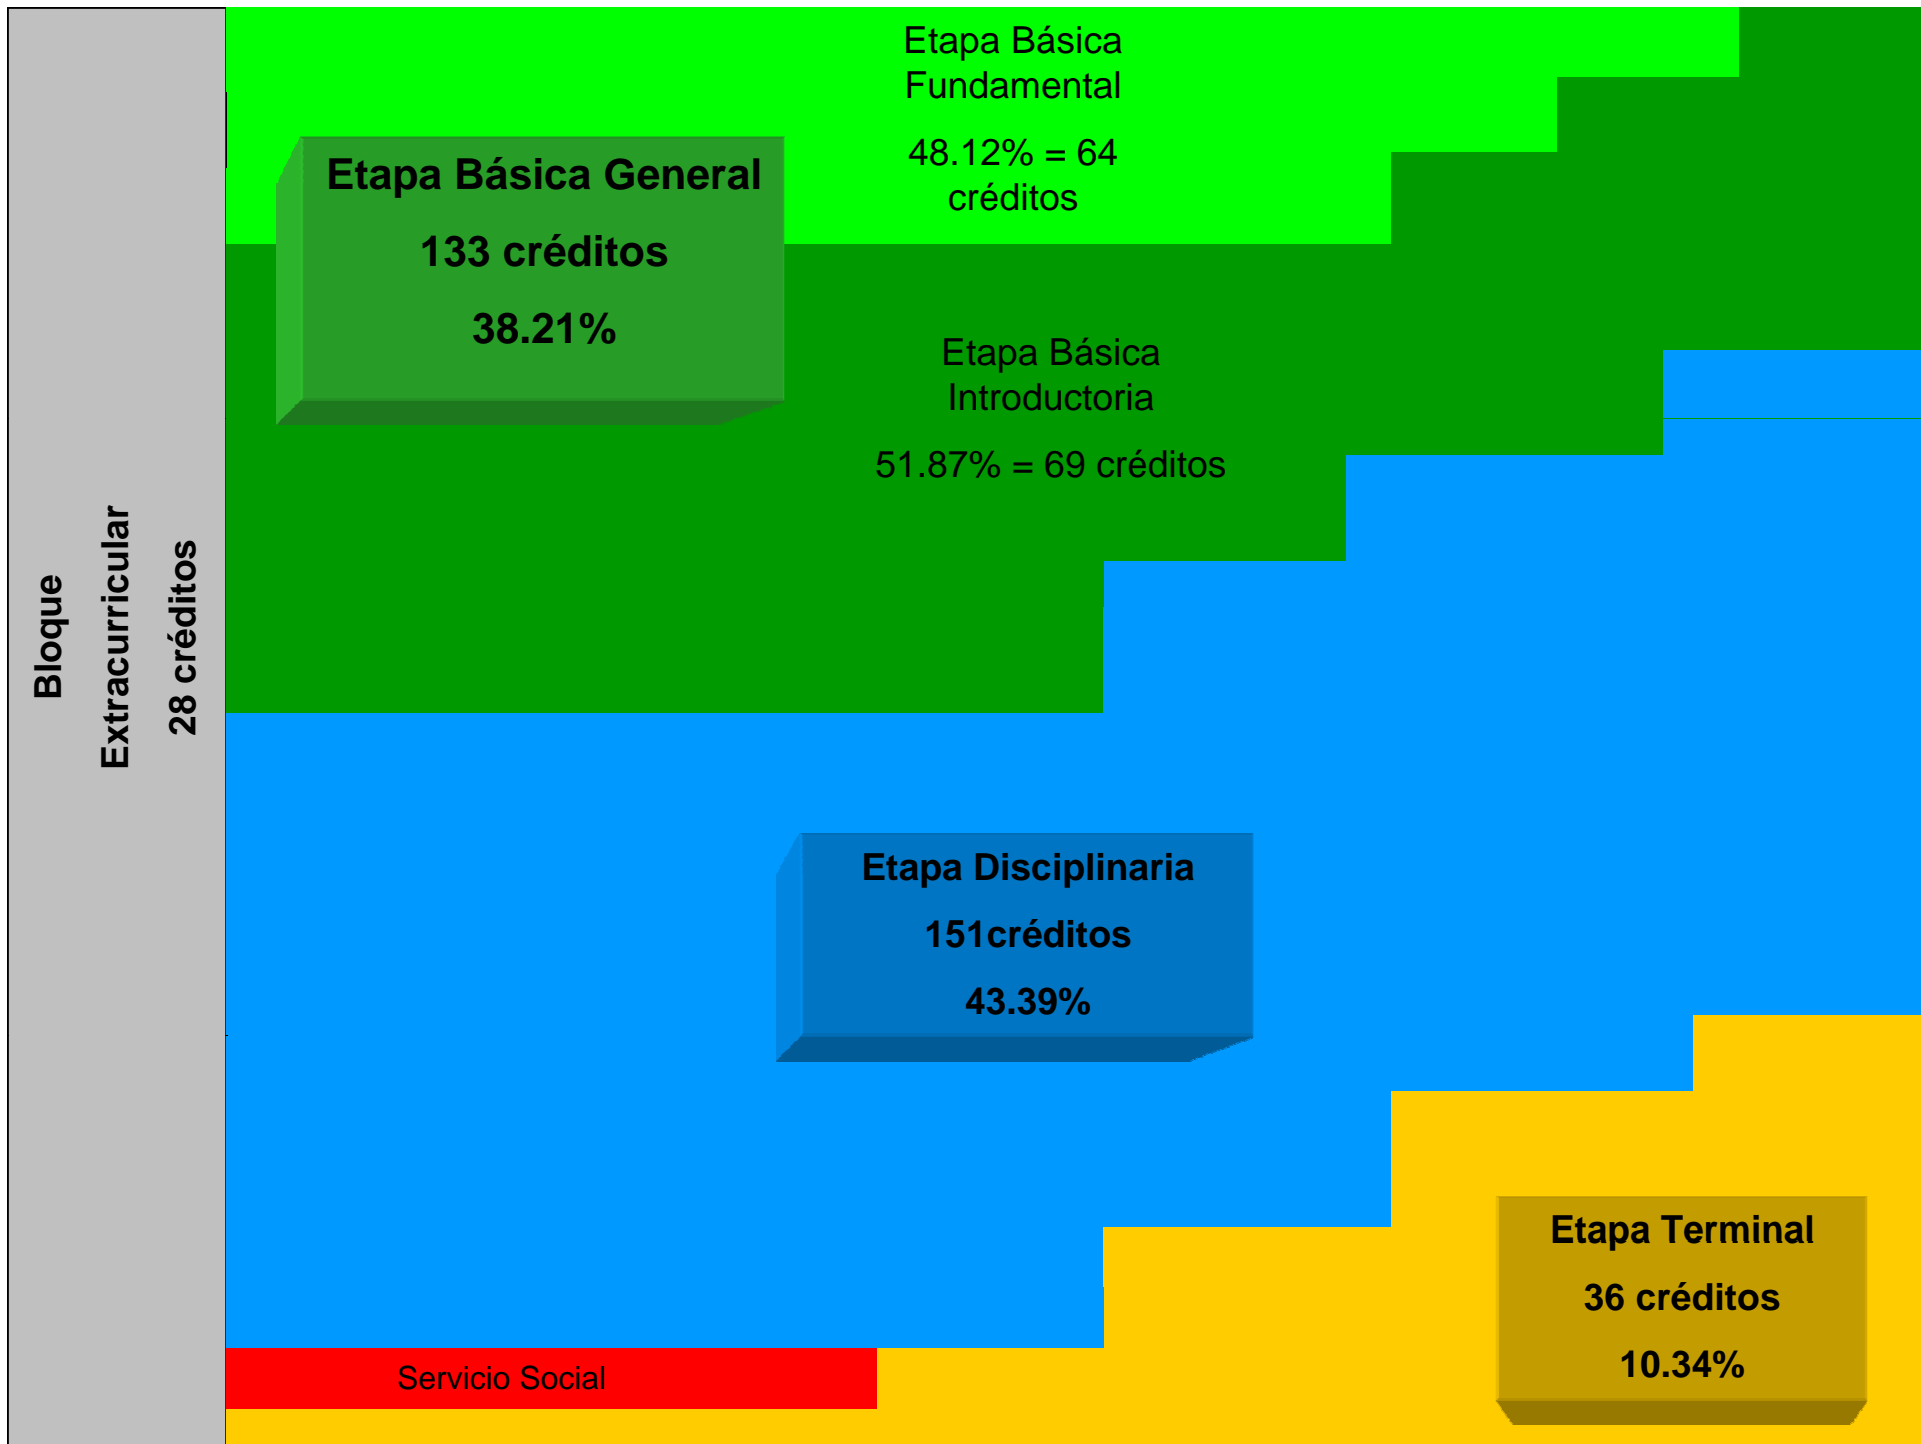 Bloque
Extracurricular
28 créditos
Etapa Básica
Fundamental
48.12% = 64
créditos
Etapa Básica General
133 créditos
38.21%
Etapa Básica
Introductoria
51.87% = 69 créditos
Etapa Disciplinaria
151créditos
43.39%
Etapa Terminal
36 créditos
10.34%
Servicio Social